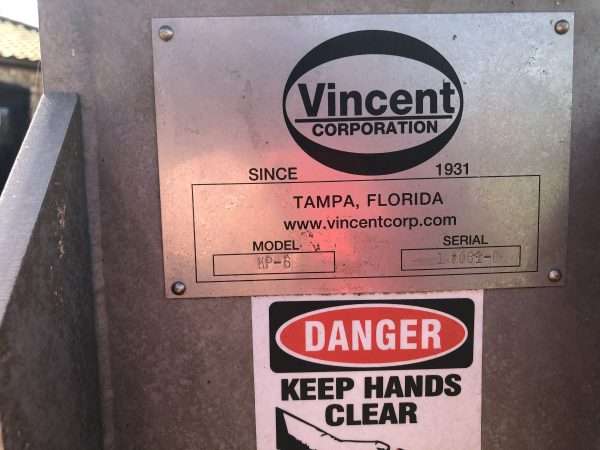 Vincent
CORPORATION
SINCE 1931
TAMPA, FLORIDA
www.vincentcorp.com
MODEL SERIAL
DANGER
KEEP HANDS
CLEAR